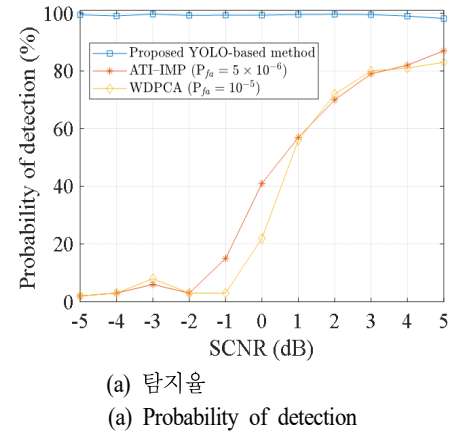 Probability of detection (%)
100
80
60
40
20
0
Proposed YOLO-based method
ATI–IMP (P_fa = 5 × 10⁻⁶)
WDPCA (P_fa = 10⁻⁵)
-5 -4 -3 -2 -1 0 1 2 3 4 5
SCNR (dB)
(a) 탐지율
(a) Probability of detection